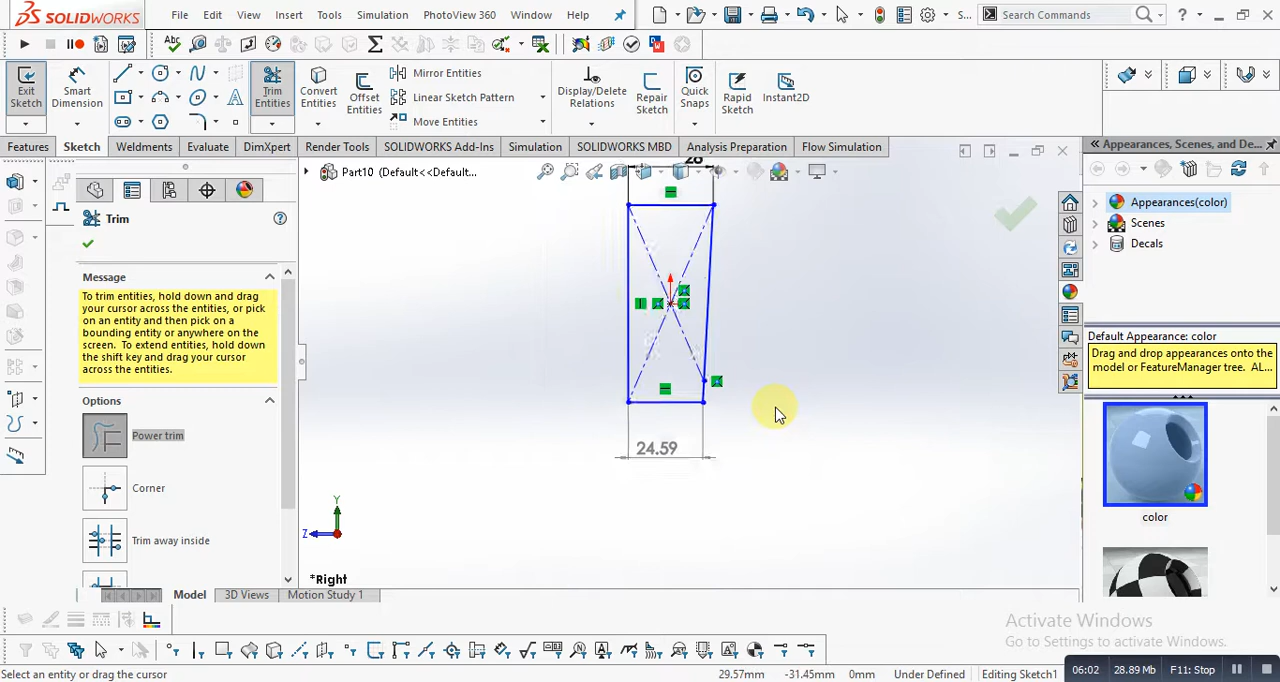 SOLIDWORKS
File
Edit
View
Insert
Tools
Simulation
PhotoView 360
Window
Help
S...
Search Commands
Exit
Sketch
Smart
Dimension
Trim
Entities
Convert
Entities
Offset
Entities
Mirror Entities
Linear Sketch Pattern
Move Entities
Display/Delete
Relations
Repair
Sketch
Quick
Snaps
Rapid
Sketch
Instant2D
Features
Sketch
Weldments
Evaluate
DimXpert
Render Tools
SOLIDWORKS Add-Ins
Simulation
SOLIDWORKS MBD
Analysis Preparation
Flow Simulation
Trim
Message
To trim entities, hold down and drag
your cursor across the entities, or pick
on an entity and then pick on a
bounding entity or anywhere on the
screen. To extend entities, hold down
the shift key and drag your cursor
across the entities.
Options
Power trim
Corner
Trim away inside
Part10 (Default<<Default...
24.59
Y
Z
*Right
Appearances, Scenes, and De...
Appearances(color)
Scenes
Decals
Default Appearance: color
Drag and drop appearances onto the
model or FeatureManager tree. AL...
color
Model
3D Views
Motion Study 1
Activate Windows
Go to Settings to activate Windows.
Select an entity or drag the cursor
29.57mm
-31.45mm
0mm
Under Defined
Editing Sketch1
06:02
28.89 Mb
F11: Stop